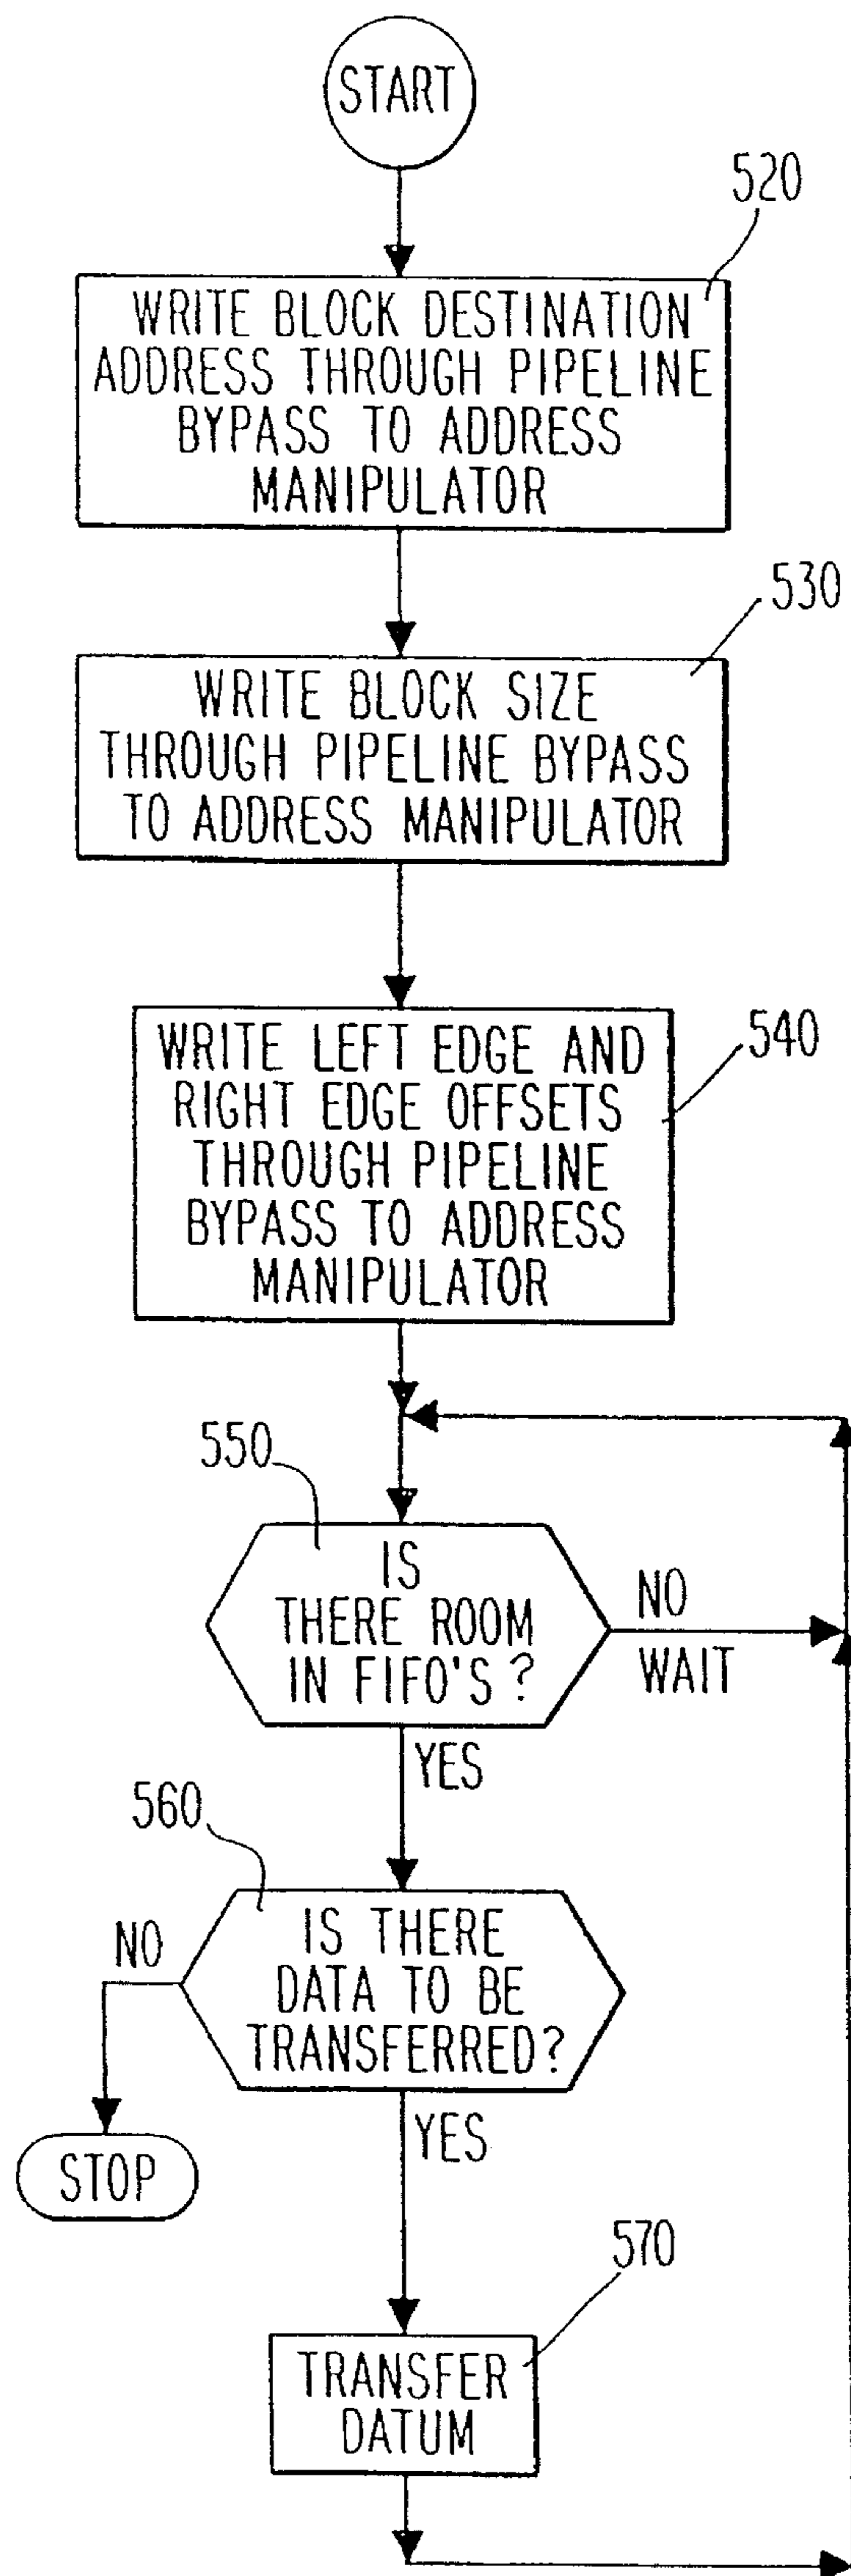 START
520
WRITE BLOCK DESTINATION
ADDRESS THROUGH PIPELINE
BYPASS TO ADDRESS
MANIPULATOR
530
WRITE BLOCK SIZE
THROUGH PIPELINE BYPASS
TO ADDRESS MANIPULATOR
540
WRITE LEFT EDGE AND
RIGHT EDGE OFFSETS
THROUGH PIPELINE
BYPASS TO ADDRESS
MANIPULATOR
550
IS
THERE ROOM
IN FIFO'S ?
NO
WAIT
YES
560
IS THERE
DATA TO BE
TRANSFERRED?
NO
STOP
YES
570
TRANSFER
DATUM